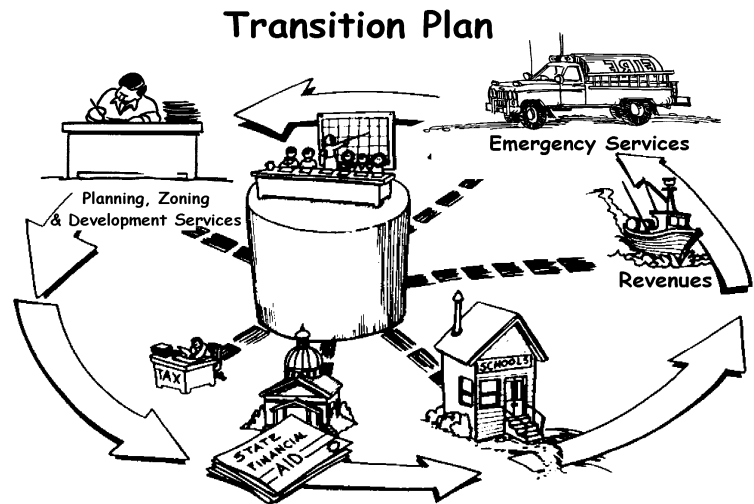 Transition Plan
FIRE
Emergency Services
Planning, Zoning
& Development Services
Revenues
SCHOOLS
TAX
STATE
FINANCIAL
AID